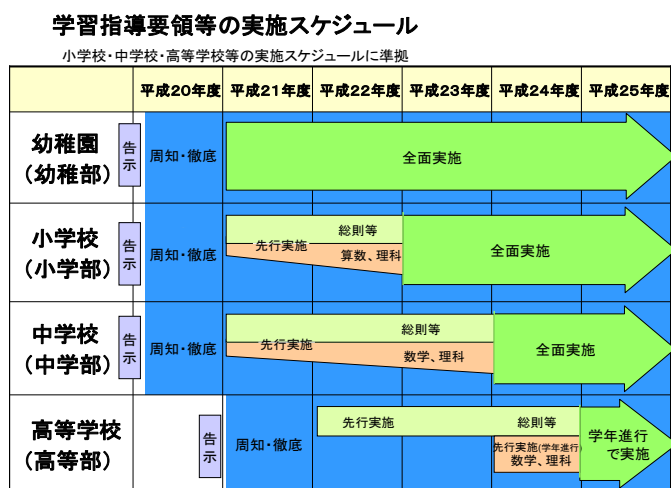 学習指導要領等の実施スケジュール
小学校・中学校・高等学校等の実施スケジュールに準拠
平成20年度 平成21年度 平成22年度 平成23年度 平成24年度 平成25年度
幼稚園
(幼稚部)
告示
周知・徹底
全面実施
小学校
(小学部)
告示
周知・徹底
総則等
先行実施
算数、理科
全面実施
中学校
(中学部)
告示
周知・徹底
総則等
先行実施
数学、理科
全面実施
高等学校
(高等部)
告示
周知・徹底
先行実施
総則等
先行実施(学年進行)
数学、理科
学年進行
で実施